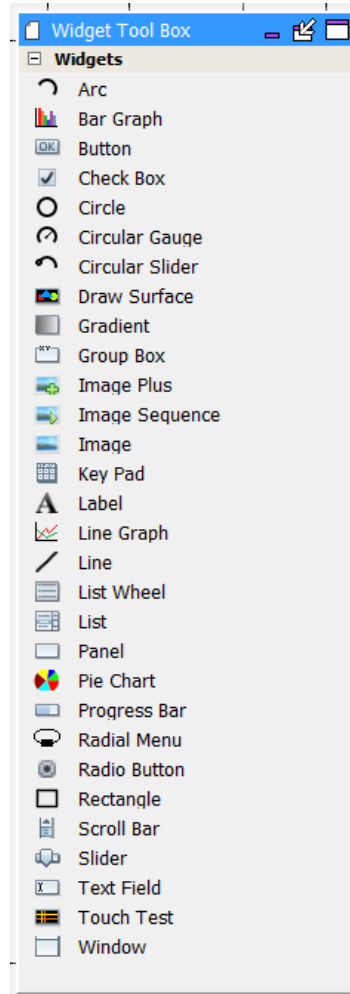 Widget Tool Box
Widgets
Arc
Bar Graph
OK Button
Check Box
Circle
Circular Gauge
Circular Slider
Draw Surface
Gradient
Group Box
Image Plus
Image Sequence
Image
Key Pad
A Label
Line Graph
Line
List Wheel
List
Panel
Pie Chart
Progress Bar
Radial Menu
Radio Button
Rectangle
Scroll Bar
Slider
Text Field
Touch Test
Window